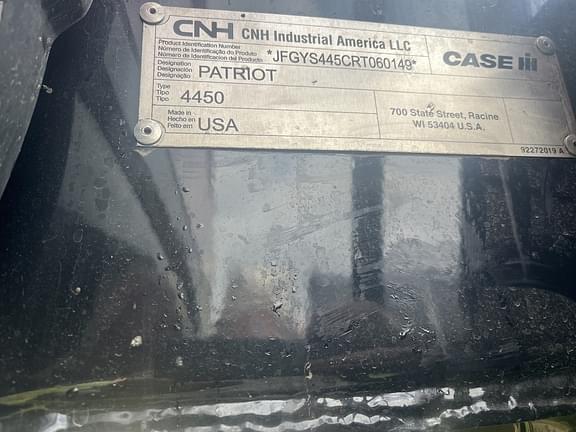 CNH CNH Industrial America LLC
Product Identification Number
Número de Identificação do Produto
Número de Identificacion del Producto
*JFGYS445CRT060149*
CASE IH
Designation
Designación
Designação
PATRIOT
Type
Tipo
Tipo
4450
Made in
Hecho en
Feito em
USA
700 State Street, Racine
WI 53404 U.S.A.
92272019 A